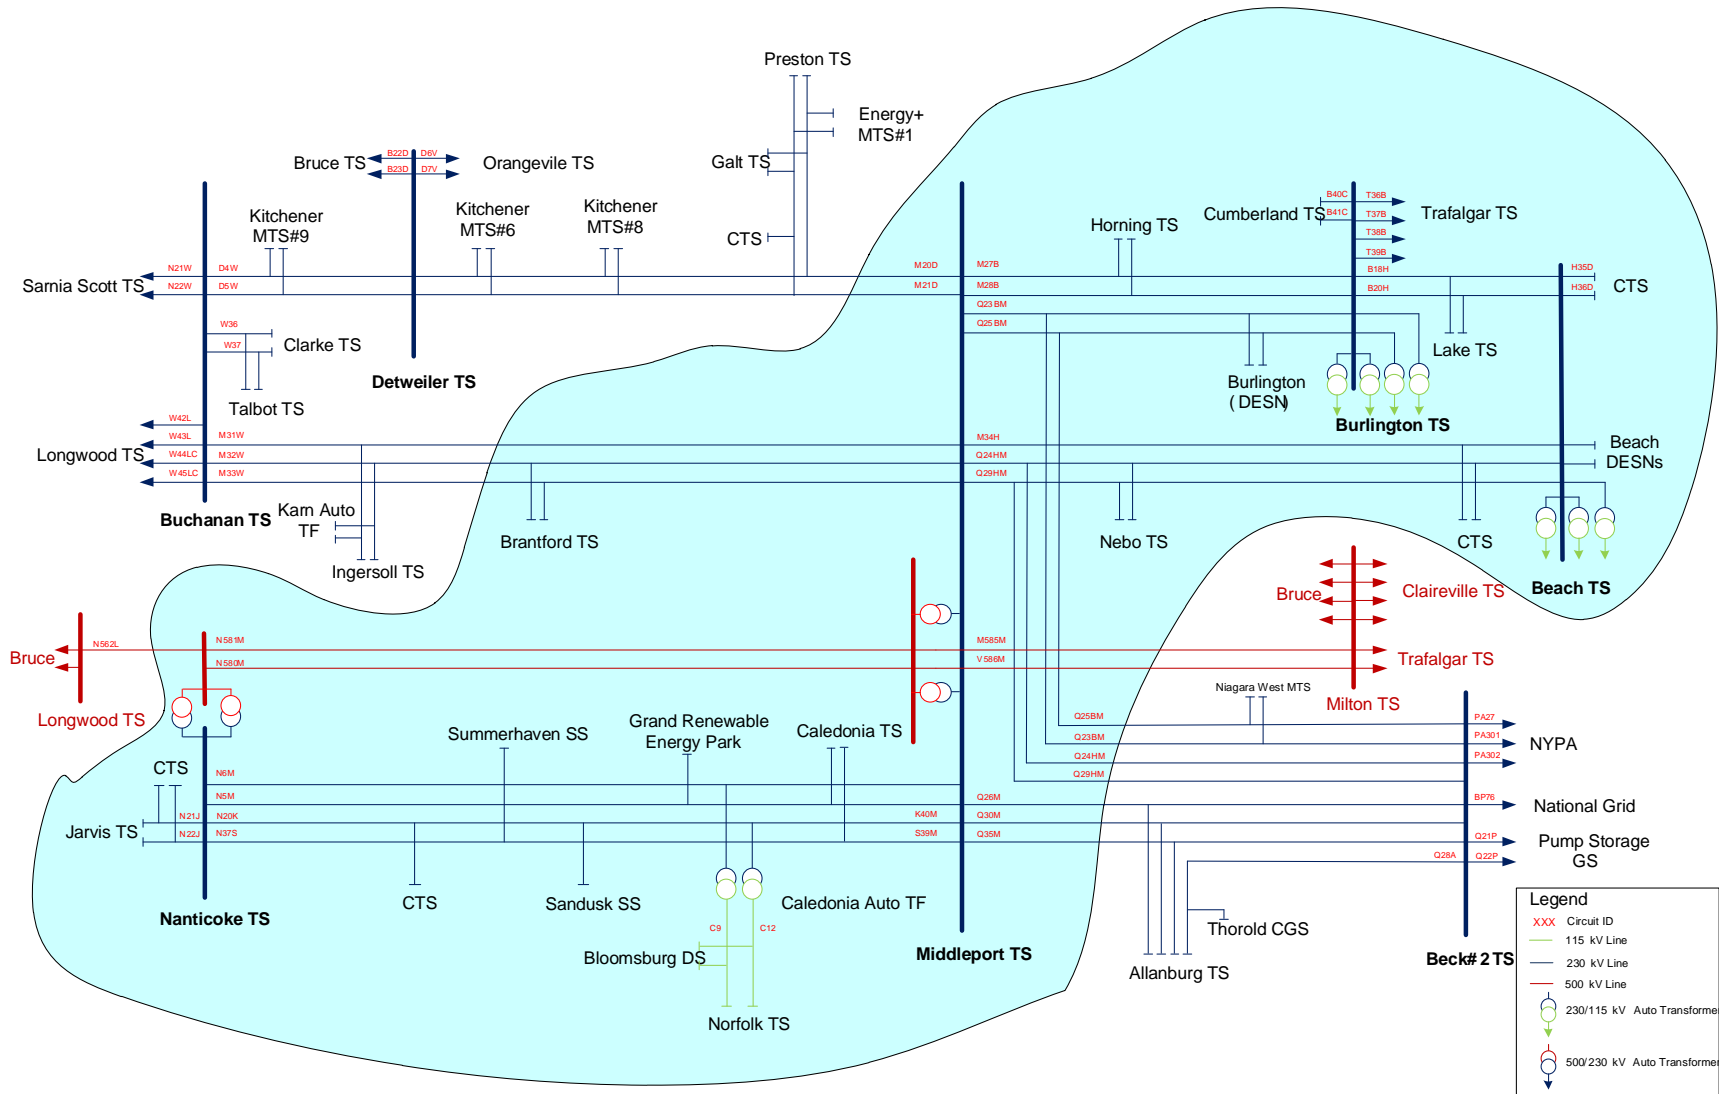 Preston TS
Energy+
MTS#1
Galt TS
CTS
Bruce TS
B22D
D6V
B23D
D7V
Orangevile TS
Kitchener
MTS#9
Kitchener
MTS#6
Kitchener
MTS#8
Sarnia Scott TS
N21W
D4W
N22W
D5W
W36
W37
Clarke TS
Talbot TS
Detweiler TS
M20D
M27B
M21D
M28B
Q23BM
Q25BM
Horning TS
Cumberland TS
B40C
B41C
T36B
T37B
T38B
T39B
Trafalgar TS
B18H
B20H
H35D
H36D
CTS
Lake TS
Burlington
( DESN)
Burlington TS
Longwood TS
W42L
W43L
M31W
W44LC
M32W
W45LC
M33W
Buchanan TS
Karn Auto
TF
Ingersoll TS
Brantford TS
M34H
Q24HM
Q29HM
Nebo TS
CTS
Beach
DESNs
Beach TS
Bruce
Claireville TS
Trafalgar TS
Milton TS
Bruce
N562L
Longwood TS
N581M
N580M
M585M
V586M
Summerhaven SS
Grand Renewable
Energy Park
Caledonia TS
CTS
Jarvis TS
N6M
N5M
N21J
N20K
N22J
N37S
Nanticoke TS
CTS
Sandusk SS
Caledonia Auto TF
C9
C12
Bloomsburg DS
Norfolk TS
K40M
S39M
Q26M
Q30M
Q35M
Middleport TS
Niagara West MTS
Q25BM
Q23BM
Q24HM
Q29HM
PA27
PA301
PA302
NYPA
BP76
National Grid
Q21P
Q28A
Q22P
Pump Storage
GS
Thorold CGS
Allanburg TS
Beck# 2 TS
Legend
XXX Circuit ID
115 kV Line
230 kV Line
500 kV Line
230/115 kV Auto Transformer
500/230 kV Auto Transformer